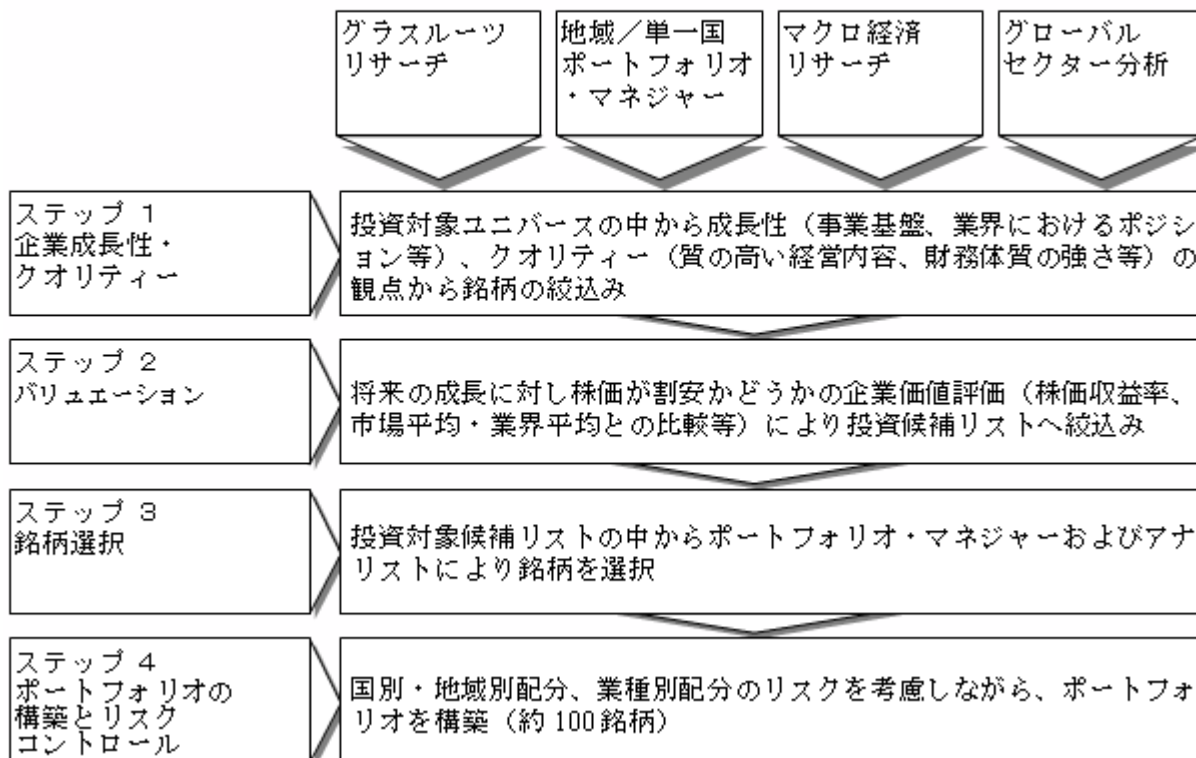 グラスルーツ
リサーチ
地域／単一国
ポートフォリオ
・マネジャー
マクロ経済
リサーチ
グローバル
セクター分析
ステップ １
企業成長性・
クオリティー
投資対象ユニバースの中から成長性（事業基盤、業界におけるポジシ
ョン等）、クオリティー（質の高い経営内容、財務体質の強さ等）の
観点から銘柄の絞込み
ステップ ２
バリュエーション
将来の成長に対し株価が割安かどうかの企業価値評価（株価収益率、
市場平均・業界平均との比較等）により投資候補リストへ絞込み
ステップ ３
銘柄選択
投資対象候補リストの中からポートフォリオ・マネジャーおよびアナ
リストにより銘柄を選択
ステップ ４
ポートフォリオの
構築とリスク
コントロール
国別・地域別配分、業種別配分のリスクを考慮しながら、ポートフォ
リオを構築（約100銘柄）